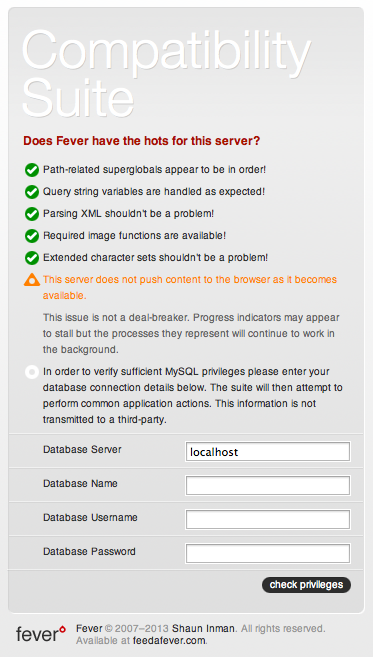 Compatibility
Suite
Does Fever have the hots for this server?
Path-related superglobals appear to be in order!
Query string variables are handled as expected!
Parsing XML shouldn't be a problem!
Required image functions are available!
Extended character sets shouldn't be a problem!
This server does not push content to the browser as it becomes
available.
This issue is not a deal-breaker. Progress indicators may appear
to stall but the processes they represent will continue to work in
the background.
In order to verify sufficient MySQL privileges please enter your
database connection details below. The suite will then attempt to
perform common application actions. This information is not
transmitted to a third-party.
Database Server
localhost
Database Name
Database Username
Database Password
check privileges
fever
Fever © 2007–2013 Shaun Inman. All rights reserved.
Available at feedafever.com.